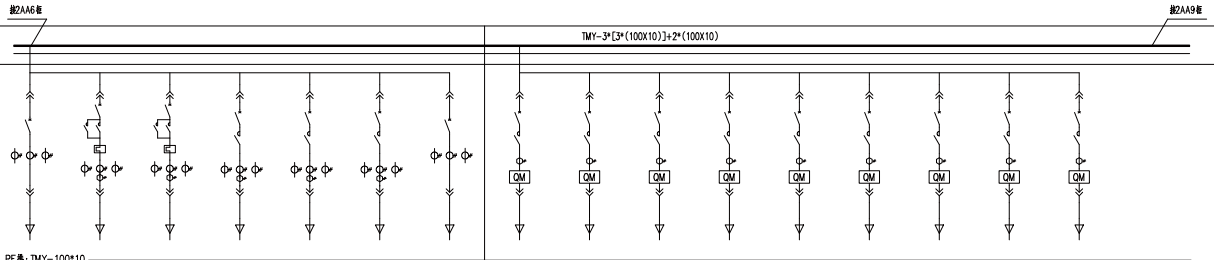 接2AA6柜
接2AA9柜
TMY-3*[3*(100X10)]+2*(100X10)
QM QM QM QM QM QM QM QM QM
PE排: TMY-100*10